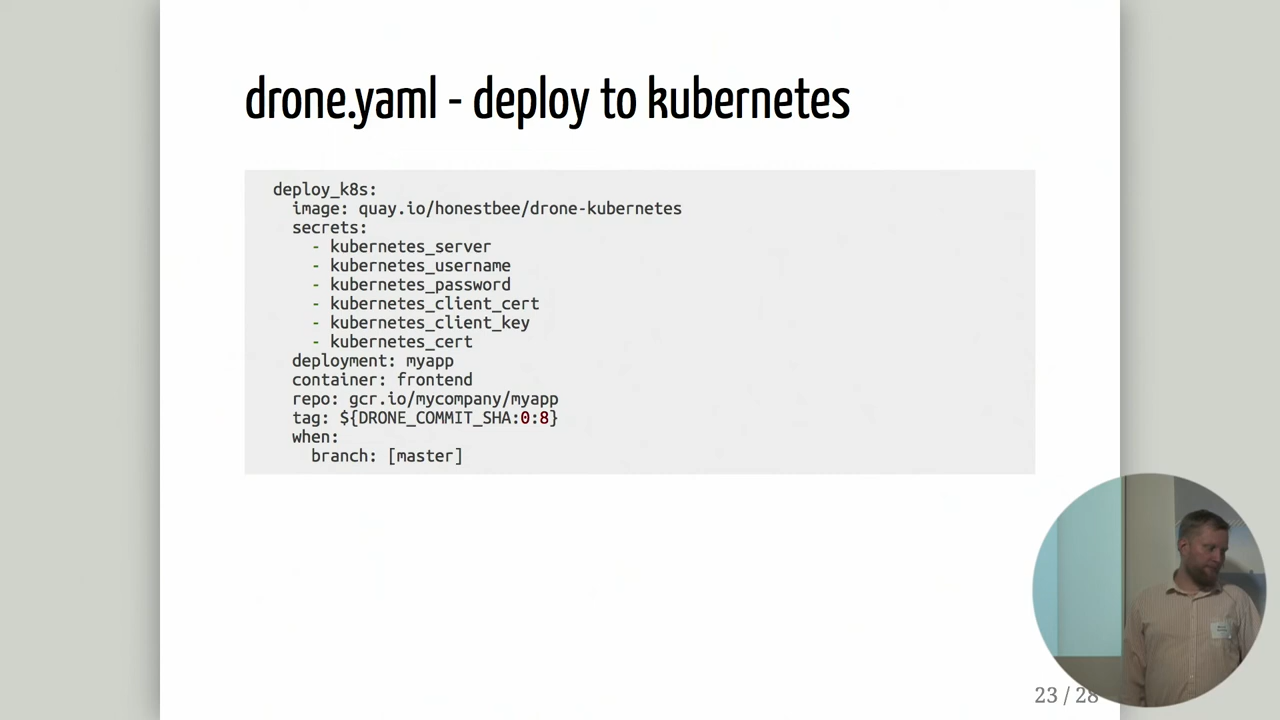 drone.yaml - deploy to kubernetes
deploy_k8s:
  image: quay.io/honestbee/drone-kubernetes
  secrets:
    - kubernetes_server
    - kubernetes_username
    - kubernetes_password
    - kubernetes_client_cert
    - kubernetes_client_key
    - kubernetes_cert
  deployment: myapp
  container: frontend
  repo: gcr.io/mycompany/myapp
  tag: ${DRONE_COMMIT_SHA:0:8}
  when:
    branch: [master]
23 / 28